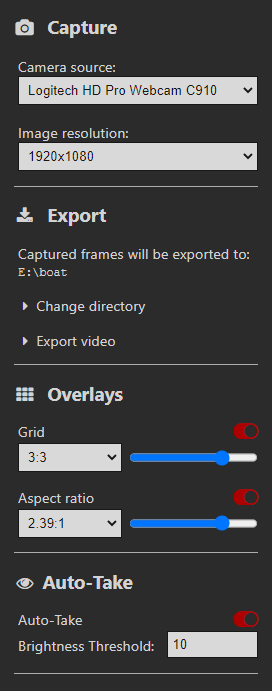 Capture
Camera source:
Logitech HD Pro Webcam C910
Image resolution:
1920x1080
Export
Captured frames will be exported to:
E:\boat
Change directory
Export video
Overlays
Grid
3:3
Aspect ratio
2.39:1
Auto-Take
Auto-Take
Brightness Threshold: 10